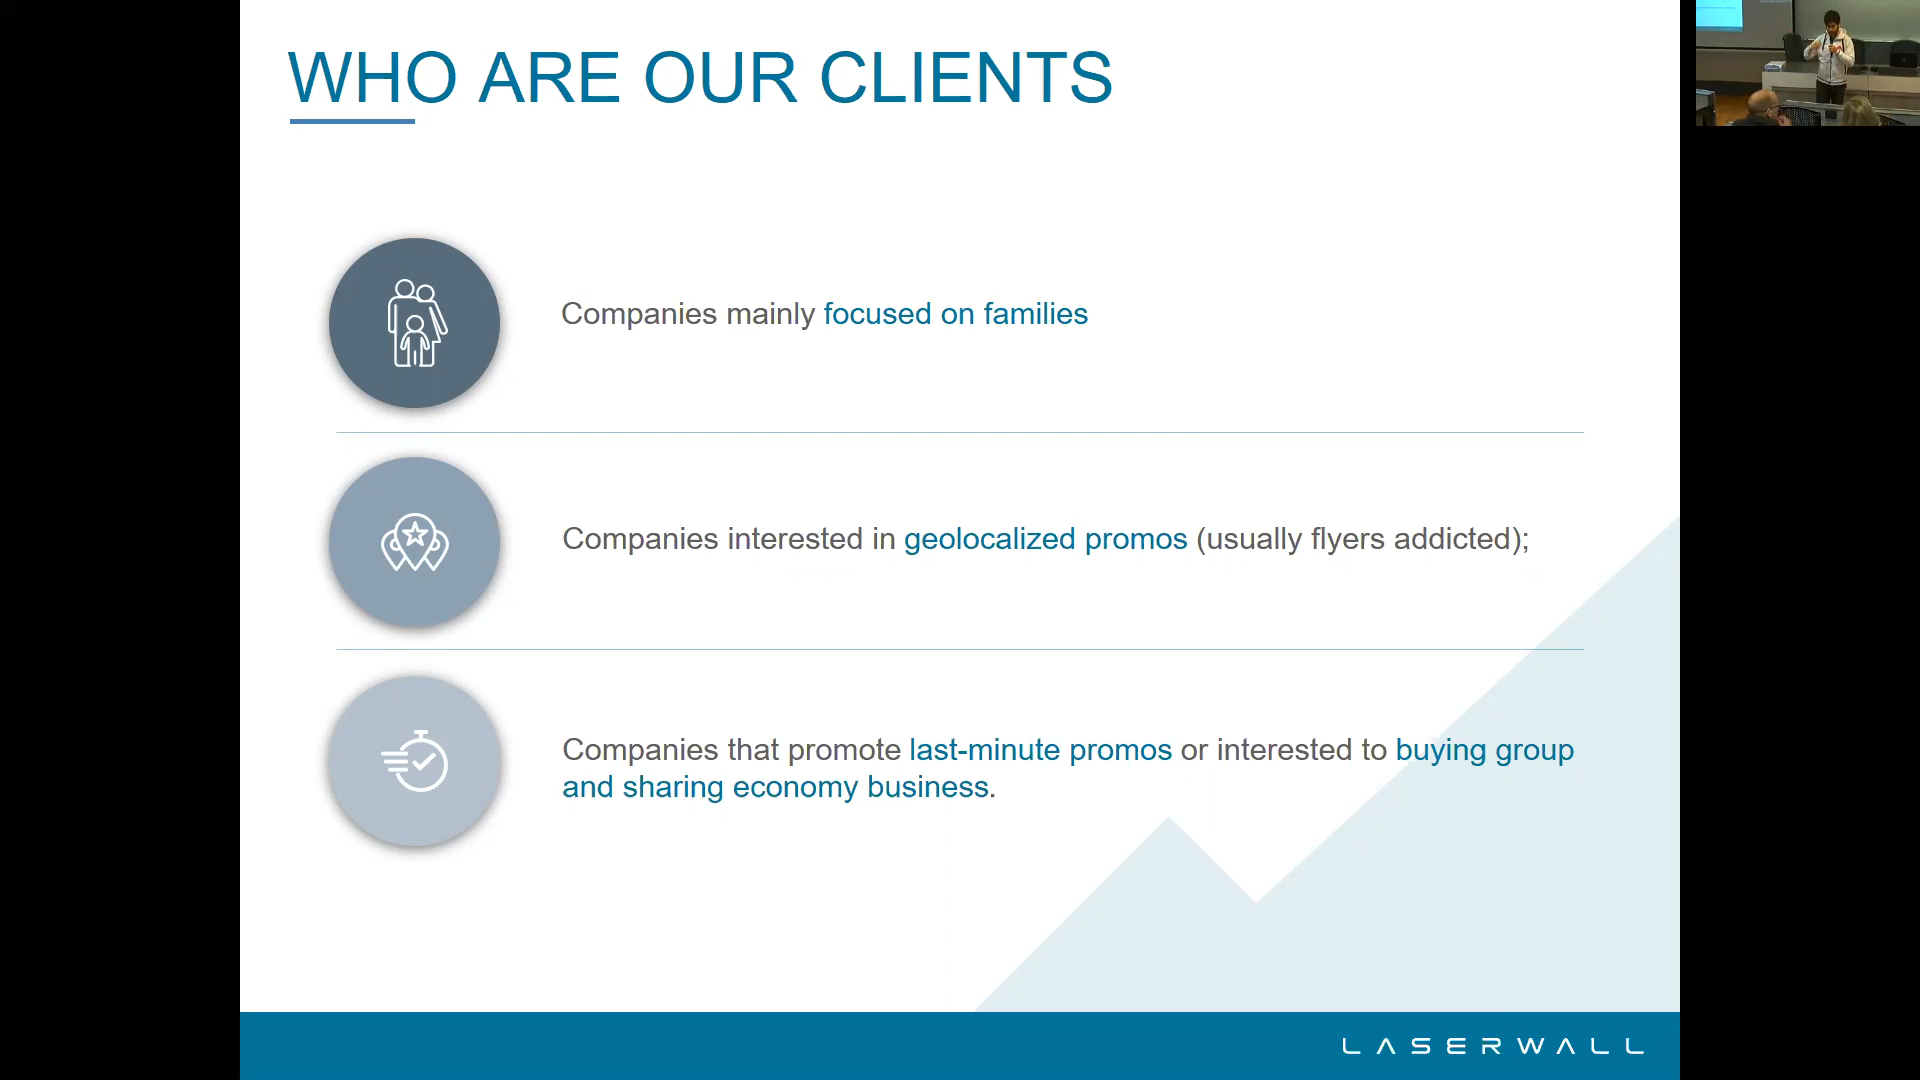 WHO ARE OUR CLIENTS
Companies mainly focused on families
Companies interested in geolocalized promos (usually flyers addicted);
Companies that promote last-minute promos or interested to buying group
and sharing economy business.
LASERWALL